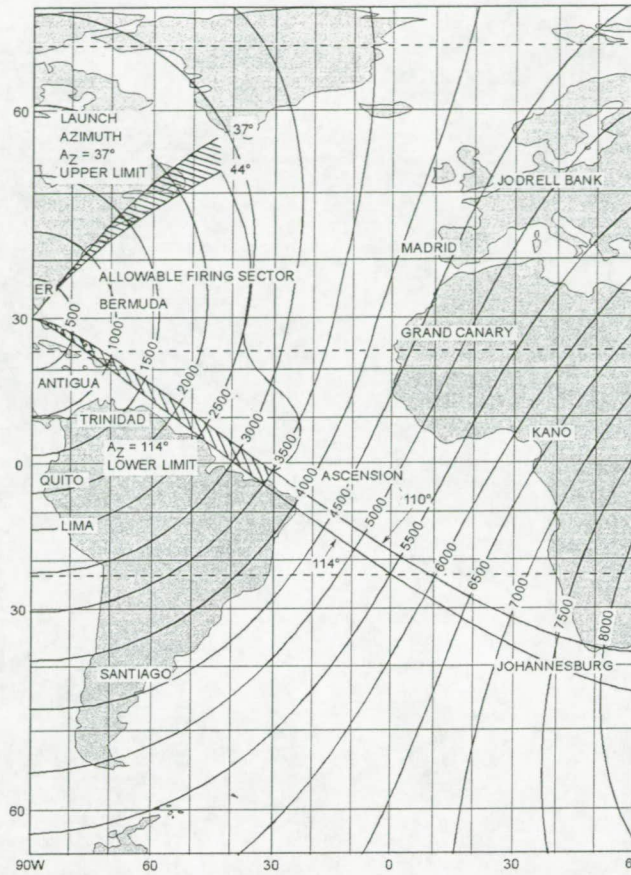 60
LAUNCH
AZIMUTH
AZ = 37°
UPPER LIMIT
37°
44°
JODRELL BANK
MADRID
ALLOWABLE FIRING SECTOR
ER
BERMUDA
30
500
1000
1500
2000
2500
3000
3500
4000
4500
5000
5500
6000
6500
7000
7500
8000
GRAND CANARY
ANTIGUA
TRINIDAD
KANO
AZ = 114°
LOWER LIMIT
0
QUITO
ASCENSION
110°
LIMA
114°
30
JOHANNESBURG
SANTIAGO
60
90W
60
30
0
30
6